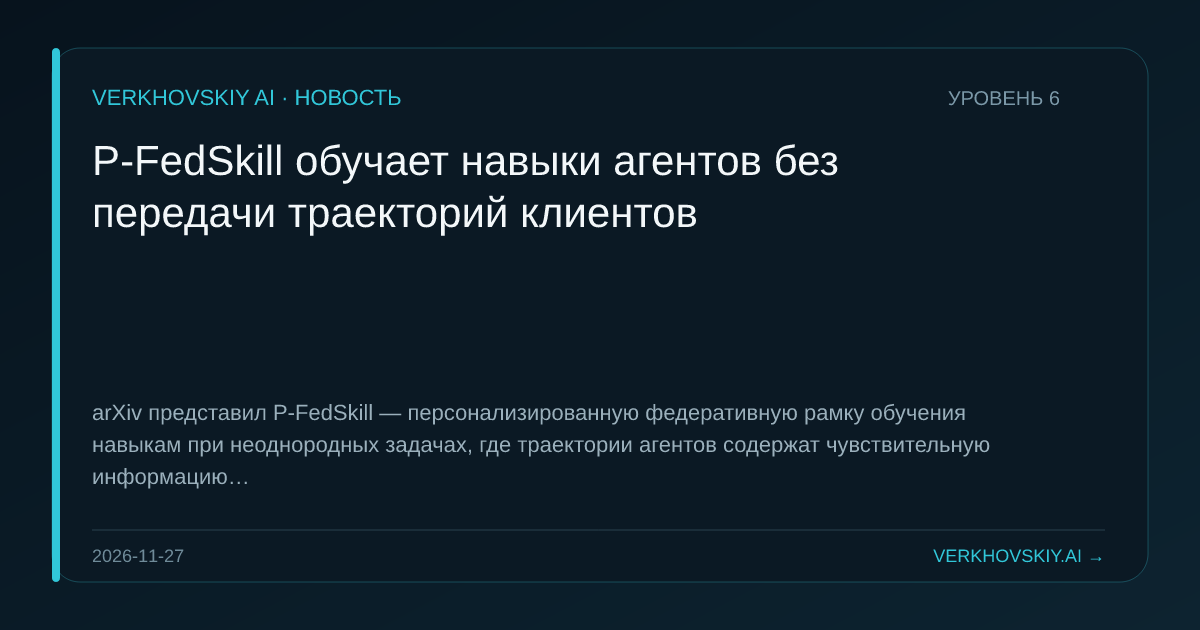 VERKHOVSKIY AI · НОВОСТЬ
УРОВЕНЬ 6
P-FedSkill обучает навыки агентов без
передачи траекторий клиентов
arXiv представил P-FedSkill — персонализированную федеративную рамку обучения
навыкам при неоднородных задачах, где траектории агентов содержат чувствительную
информацию…
2026-11-27
VERKHOVSKIY.AI →